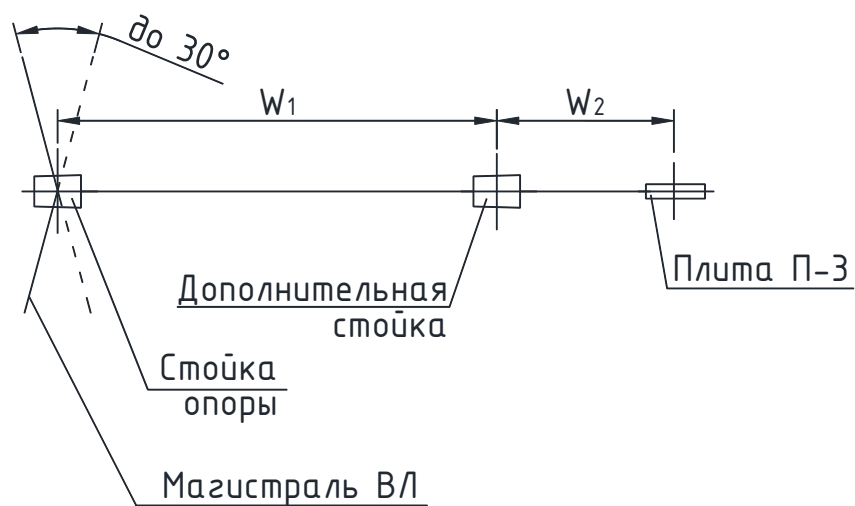 до 30°
W1
W2
Плита П-3
Дополнительная
стойка
Стойка
опоры
Магистраль ВЛ